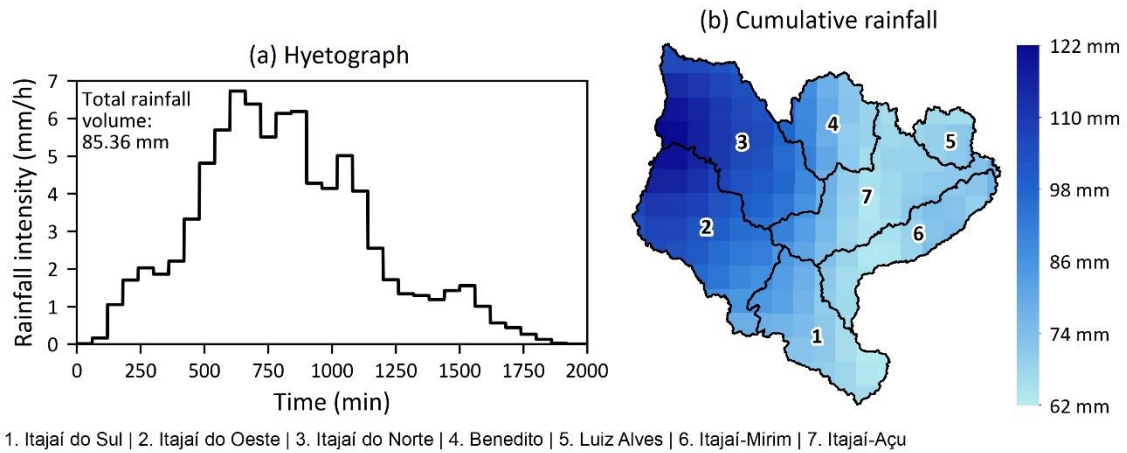 (a) Hyetograph
Rainfall intensity (mm/h)
7
6
5
4
3
2
1
0
Total rainfall
volume:
85.36 mm
0
250
500
750
1000
1250
1500
1750
2000
Time (min)
(b) Cumulative rainfall
1
2
3
4
5
6
7
122 mm
110 mm
98 mm
86 mm
74 mm
62 mm
1. Itajaí do Sul | 2. Itajaí do Oeste | 3. Itajaí do Norte | 4. Benedito | 5. Luiz Alves | 6. Itajaí-Mirim | 7. Itajaí-Açu